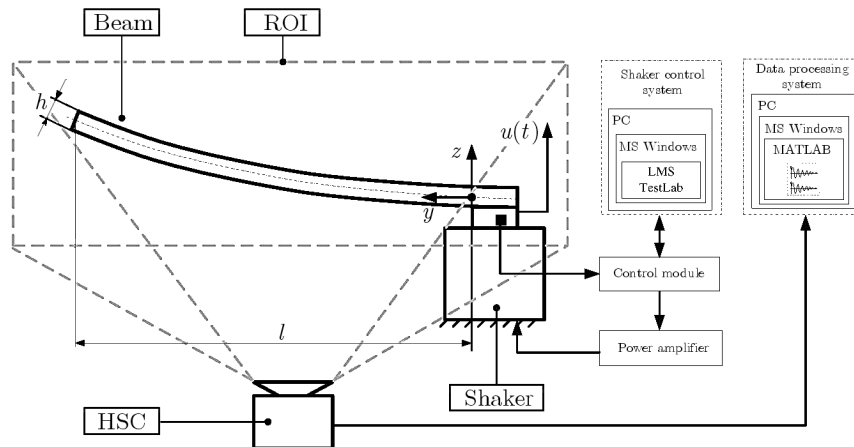 Beam
ROI
Shaker control
system
PC
MS Windows
LMS
TestLab
Data processing
system
PC
MS Windows
MATLAB
h
u(t)
z
y
Control module
l
Power amplifier
Shaker
HSC